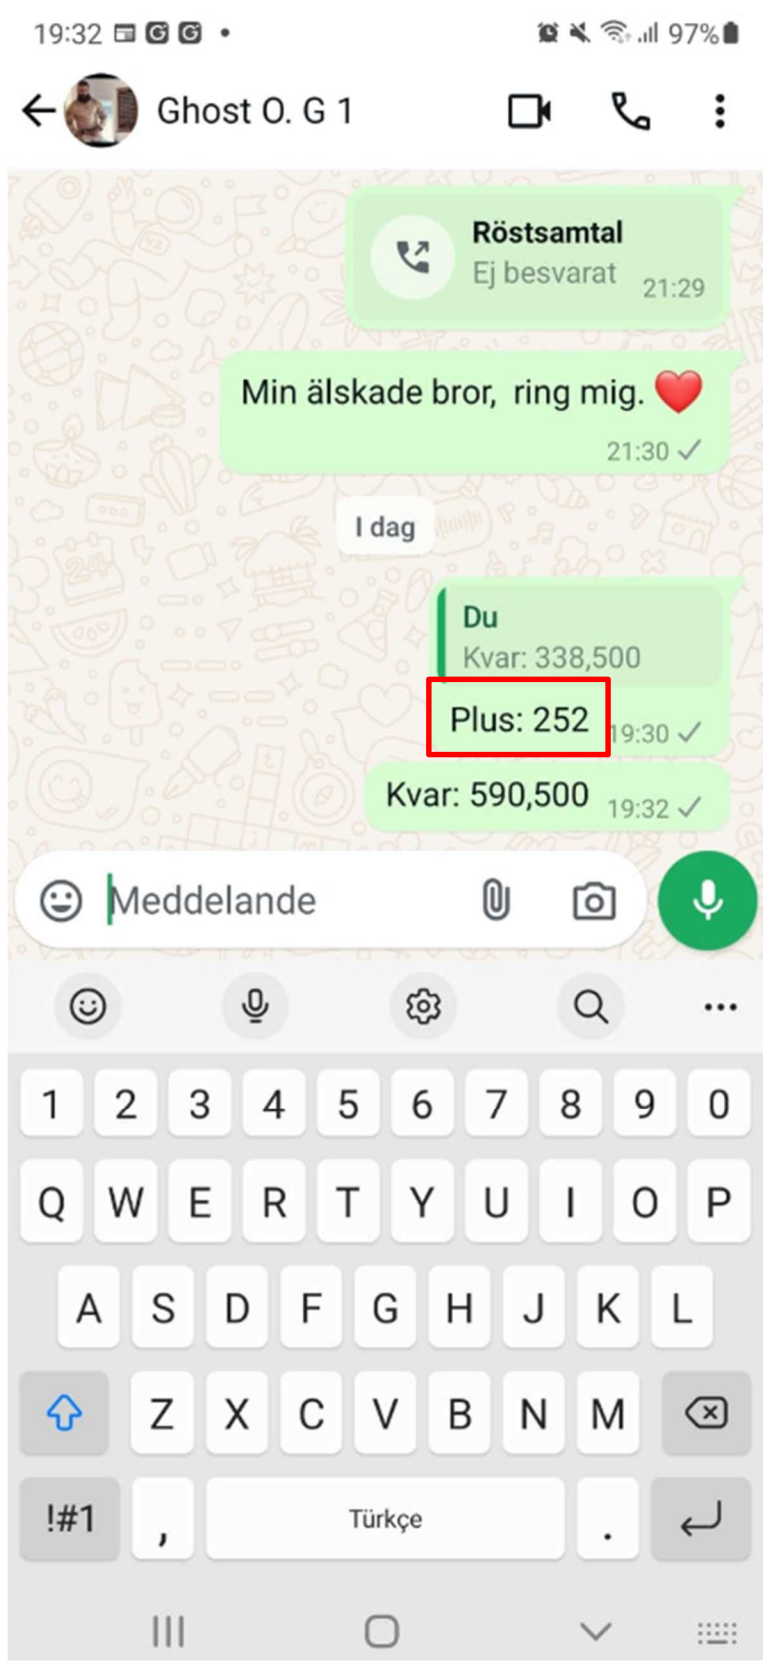 19:32
97%
Ghost O. G 1
Röstsamtal
Ej besvarat 21:29
Min älskade bror, ring mig. ❤️
21:30
I dag
Du
Kvar: 338,500
Plus: 252 19:30
Kvar: 590,500 19:32
Meddelande
1 2 3 4 5 6 7 8 9 0
Q W E R T Y U I O P
A S D F G H J K L
Z X C V B N M
!#1 , Türkçe .